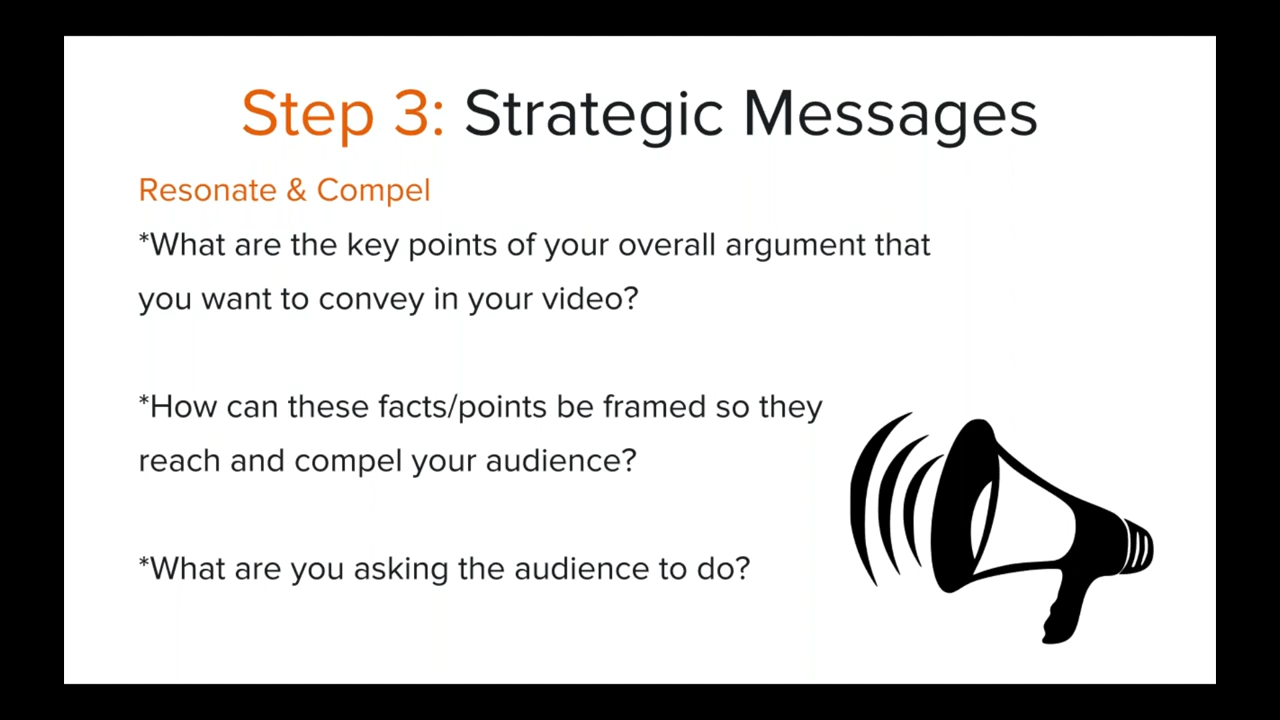 Step 3: Strategic Messages
Resonate & Compel
*What are the key points of your overall argument that
you want to convey in your video?
*How can these facts/points be framed so they
reach and compel your audience?
*What are you asking the audience to do?